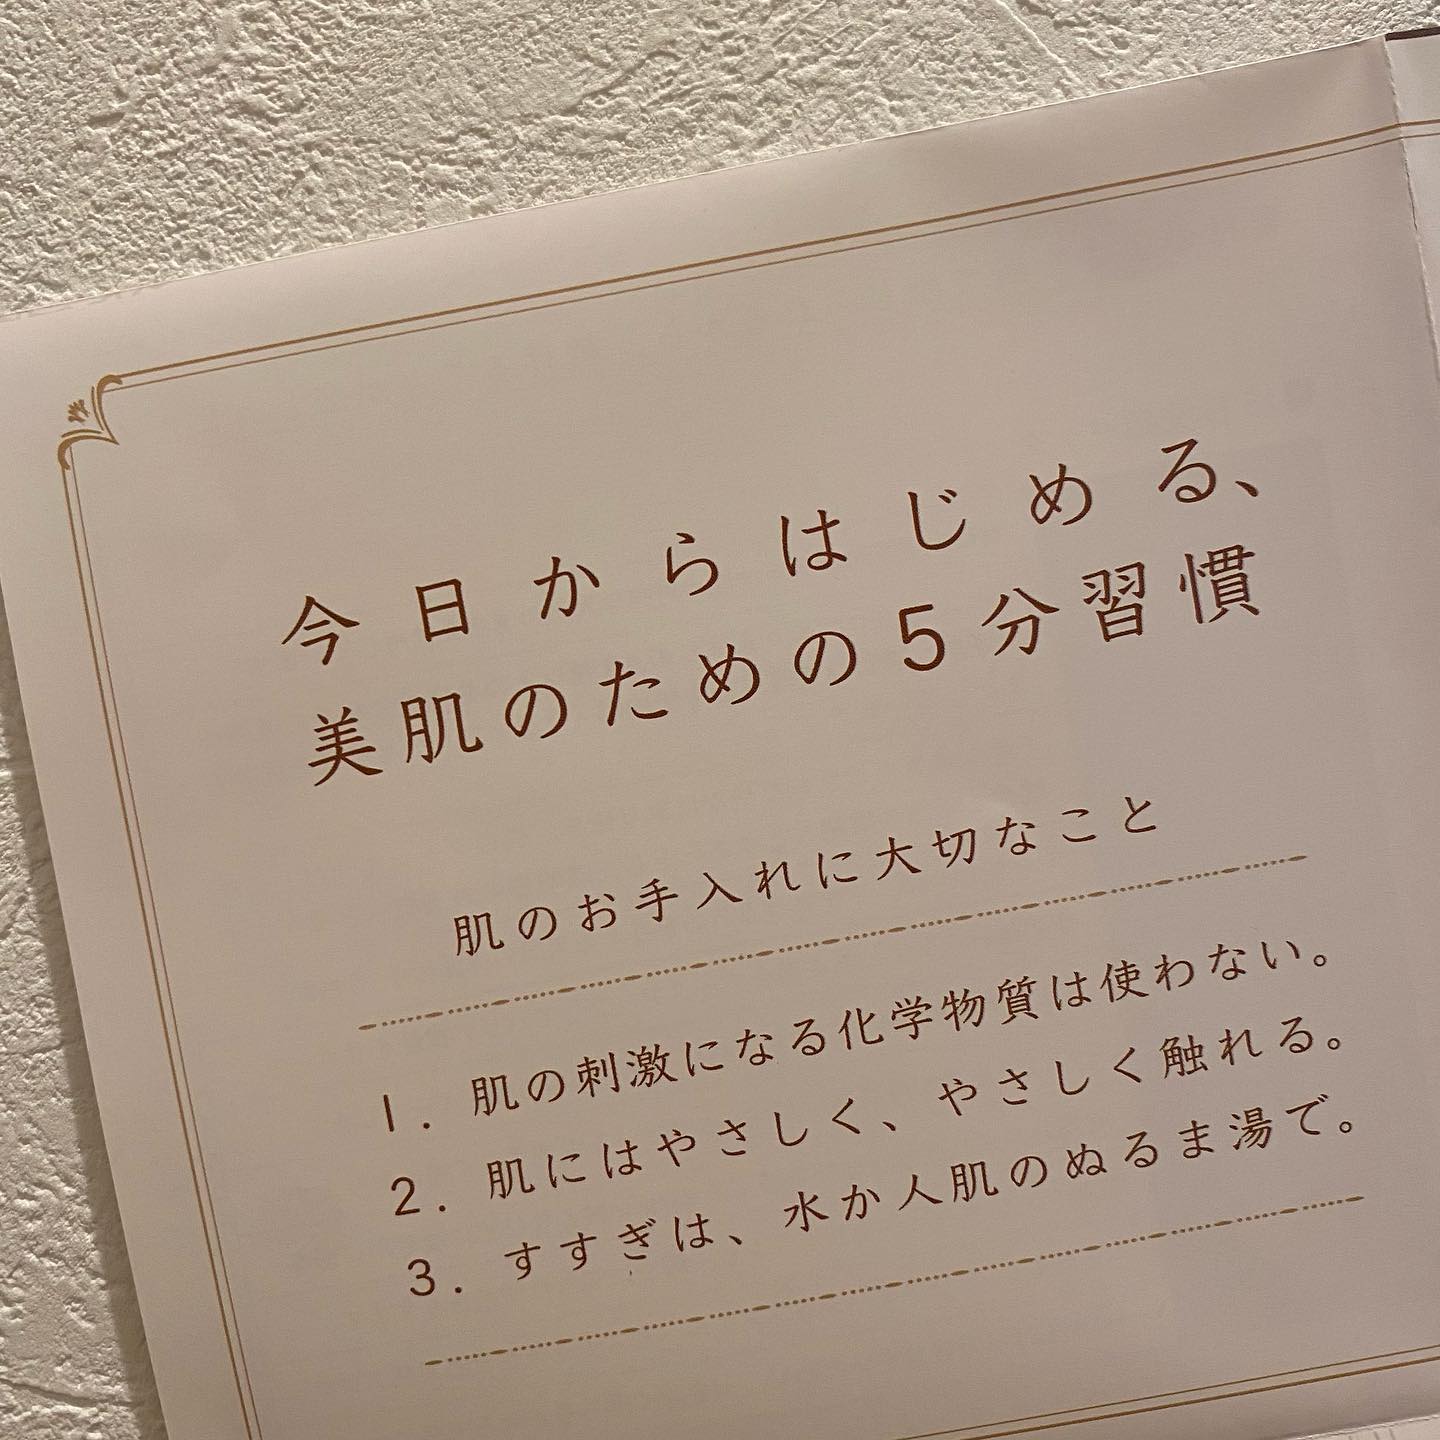 今日からはじめる、
美肌のための5分習慣
肌のお手入れに大切なこと
1. 肌の刺激になる化学物質は使わない。
2. 肌にはやさしく、やさしく触れる。
3. すすぎは、水か人肌のぬるま湯で。